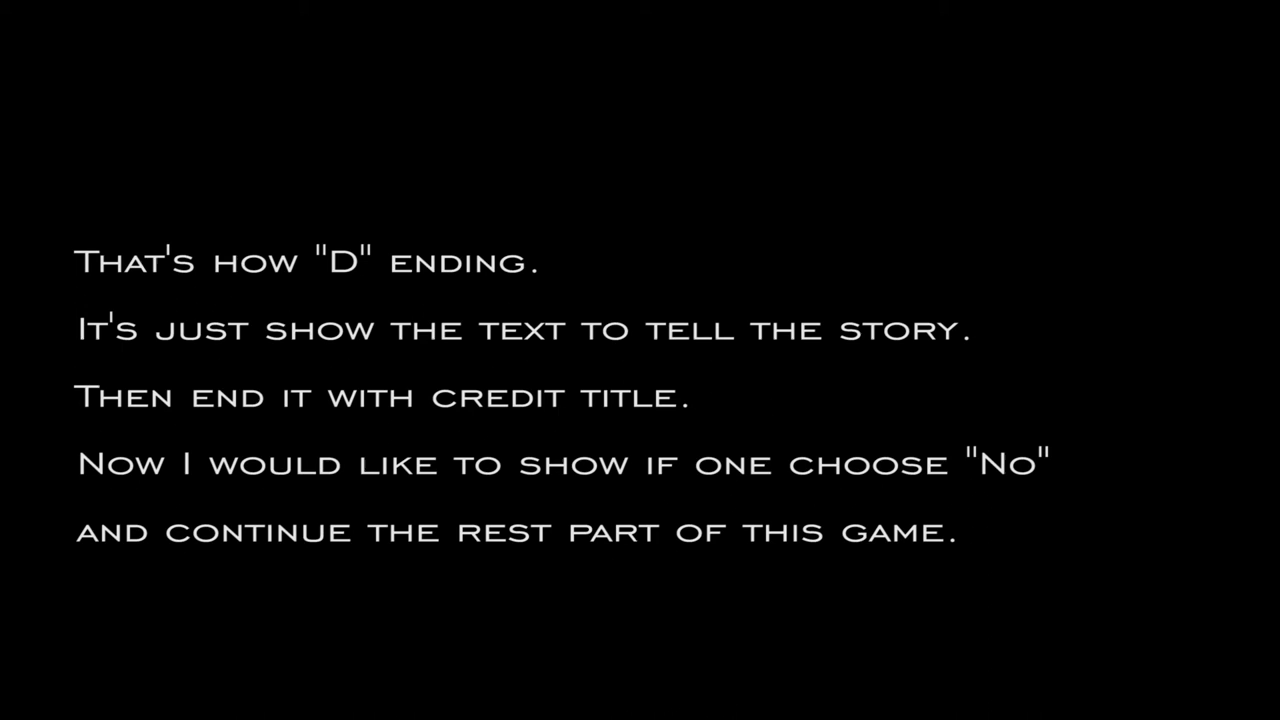 That's how "D" ending.
It's just show the text to tell the story.
Then end it with credit title.
Now I would like to show if one choose "No"
and continue the rest part of this game.